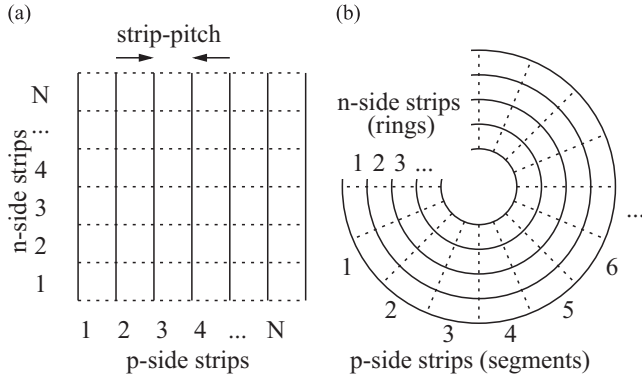 (a)
strip-pitch
N
...
4
3
2
1
n-side strips
1 2 3 4 ... N
p-side strips
(b)
n-side strips
(rings)
1 2 3 ...
...
1
2
3
4
5
6
p-side strips (segments)